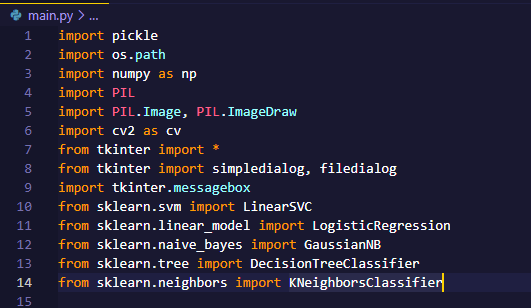 main.py > ...
1 import pickle
2 import os.path
3 import numpy as np
4 import PIL
5 import PIL.Image, PIL.ImageDraw
6 import cv2 as cv
7 from tkinter import *
8 from tkinter import simpledialog, filedialog
9 import tkinter.messagebox
10 from sklearn.svm import LinearSVC
11 from sklearn.linear_model import LogisticRegression
12 from sklearn.naive_bayes import GaussianNB
13 from sklearn.tree import DecisionTreeClassifier
14 from sklearn.neighbors import KNeighborsClassifier
15